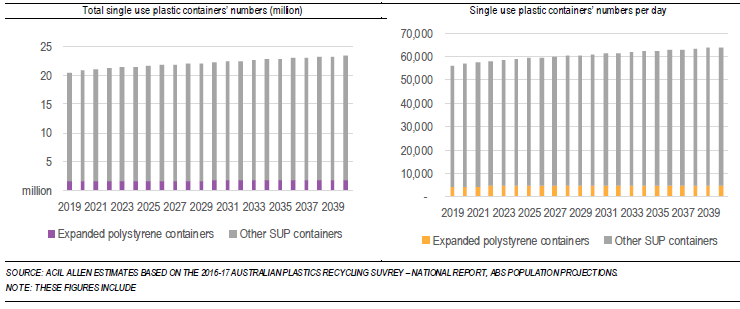 Total single use plastic containers' numbers (million)
25
20
15
10
5
million
2019 2021 2023 2025 2027 2029 2031 2033 2035 2037 2039
Expanded polystyrene containers Other SUP containers
Single use plastic containers' numbers per day
70,000
60,000
50,000
40,000
30,000
20,000
10,000
-
2019 2021 2023 2025 2027 2029 2031 2033 2035 2037 2039
Expanded polystyrene containers Other SUP containers
SOURCE: ACIL ALLEN ESTIMATES BASED ON THE 2016-17 AUSTRALIAN PLASTICS RECYCLING SUVREY – NATIONAL REPORT, ABS POPULATION PROJECTIONS.
NOTE: THESE FIGURES INCLUDE